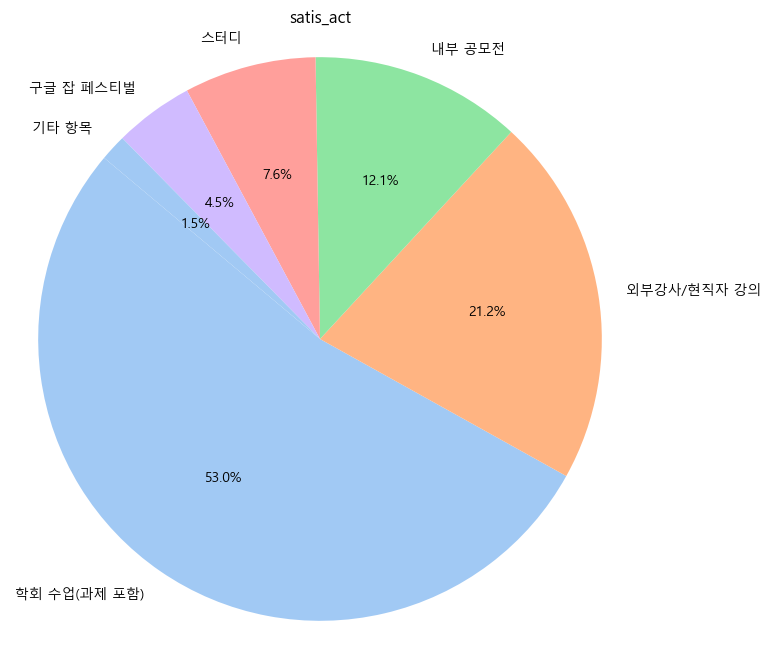 satis_act
스터디
내부 공모전
구글 잡 페스티벌
기타 항목
7.6%
12.1%
4.5%
1.5%
외부강사/현직자 강의
21.2%
53.0%
학회 수업(과제 포함)